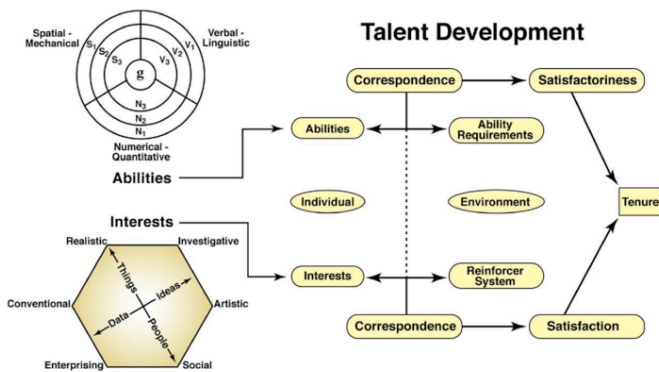 Talent Development
Spatial -
Mechanical
Verbal -
Linguistic
S1
S2
S3
V1
V2
V3
g
N3
N2
N1
Numerical -
Quantitative
Abilities
Interests
Realistic
Investigative
Conventional
Artistic
Enterprising
Social
Things
Ideas
Data
People
Correspondence
Satisfactoriness
Abilities
Ability
Requirements
Individual
Environment
Tenure
Interests
Reinforcer
System
Correspondence
Satisfaction